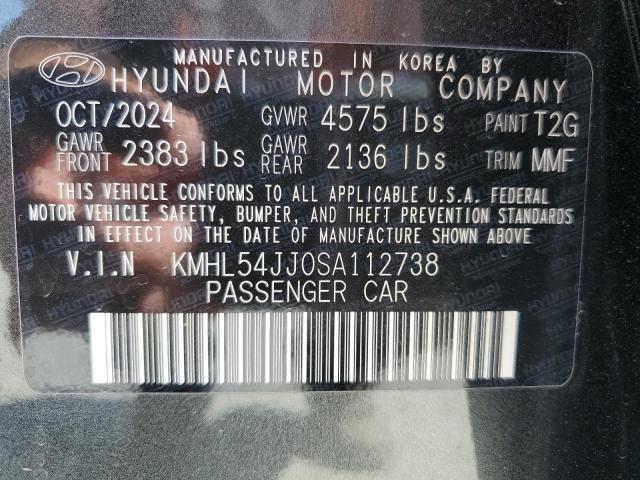 MANUFACTURED IN KOREA BY
HYUNDAI MOTOR COMPANY
OCT/2024 GVWR 4575 lbs PAINT T2G
GAWR FRONT 2383 lbs GAWR REAR 2136 lbs TRIM MMF
THIS VEHICLE CONFORMS TO ALL APPLICABLE U.S.A. FEDERAL
MOTOR VEHICLE SAFETY, BUMPER, AND THEFT PREVENTION STANDARDS
IN EFFECT ON THE DATE OF MANUFACTURE SHOWN ABOVE.
V.I.N KMHL54JJ0SA112738
PASSENGER CAR